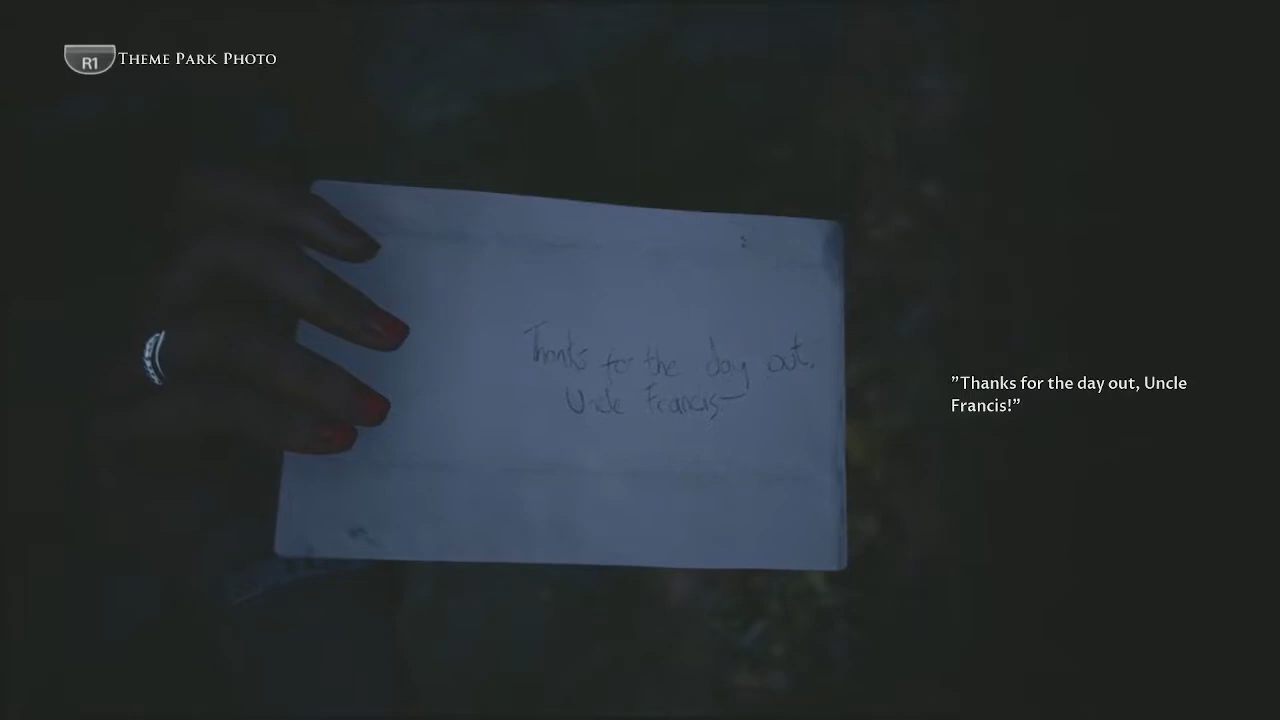 R1 THEME PARK PHOTO
Thanks for the day out,
Uncle Francis
"Thanks for the day out, Uncle
Francis!"